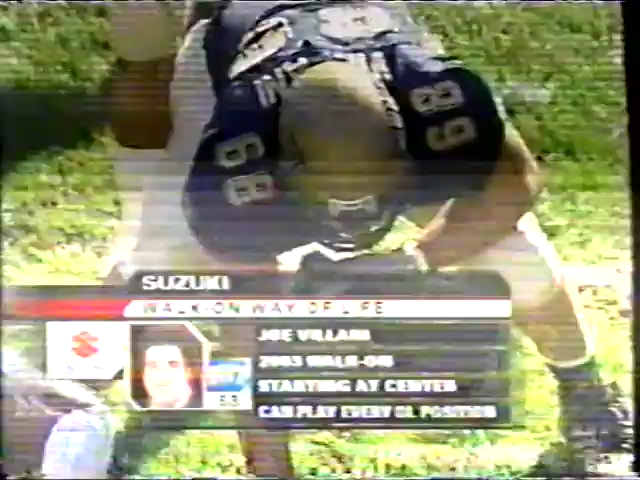 68
68
SUZUKI
WALK-ON WAY OF LIFE
JOE VILLANI
2003 WALK-ON
STARTING AT CENTER
CAN PLAY EVERY OL POSITION